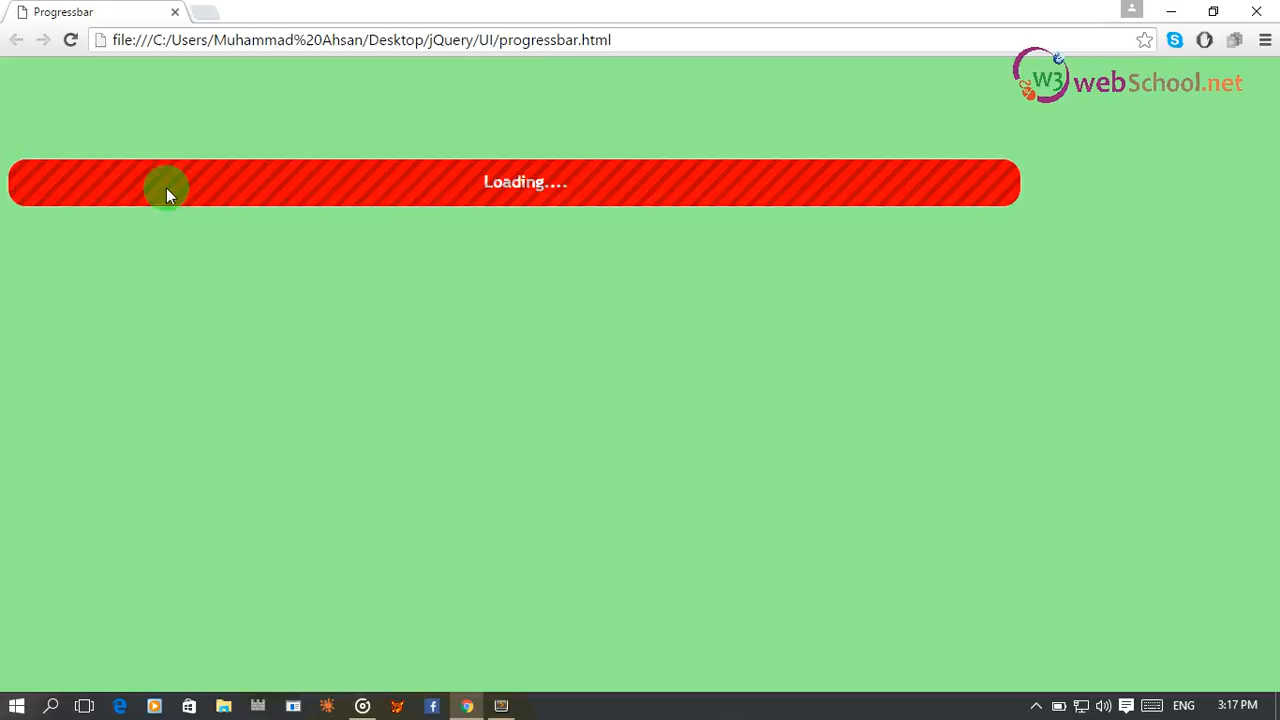 Progressbar
file:///C:/Users/Muhammad%20Ahsan/Desktop/jQuery/UI/progressbar.html
W3 webSchool.net
Loading....
ENG 3:17 PM